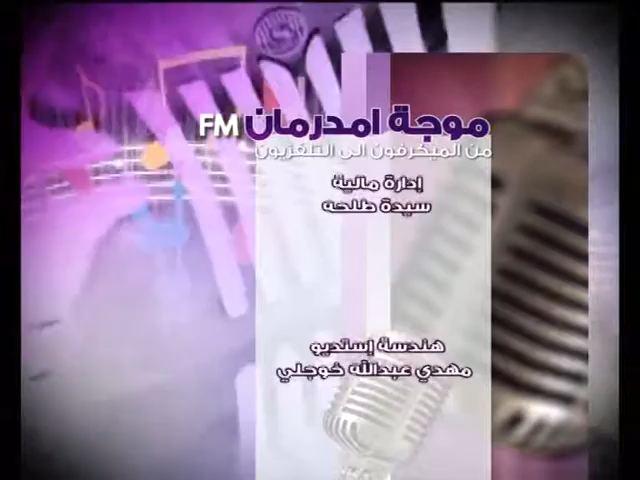 موجة امدرمان FM
من الميكرفون الى التلفزيون
إدارة مالية
سيدة طلحه
هندسة إستديو
مهدي عبدالله خوجلي